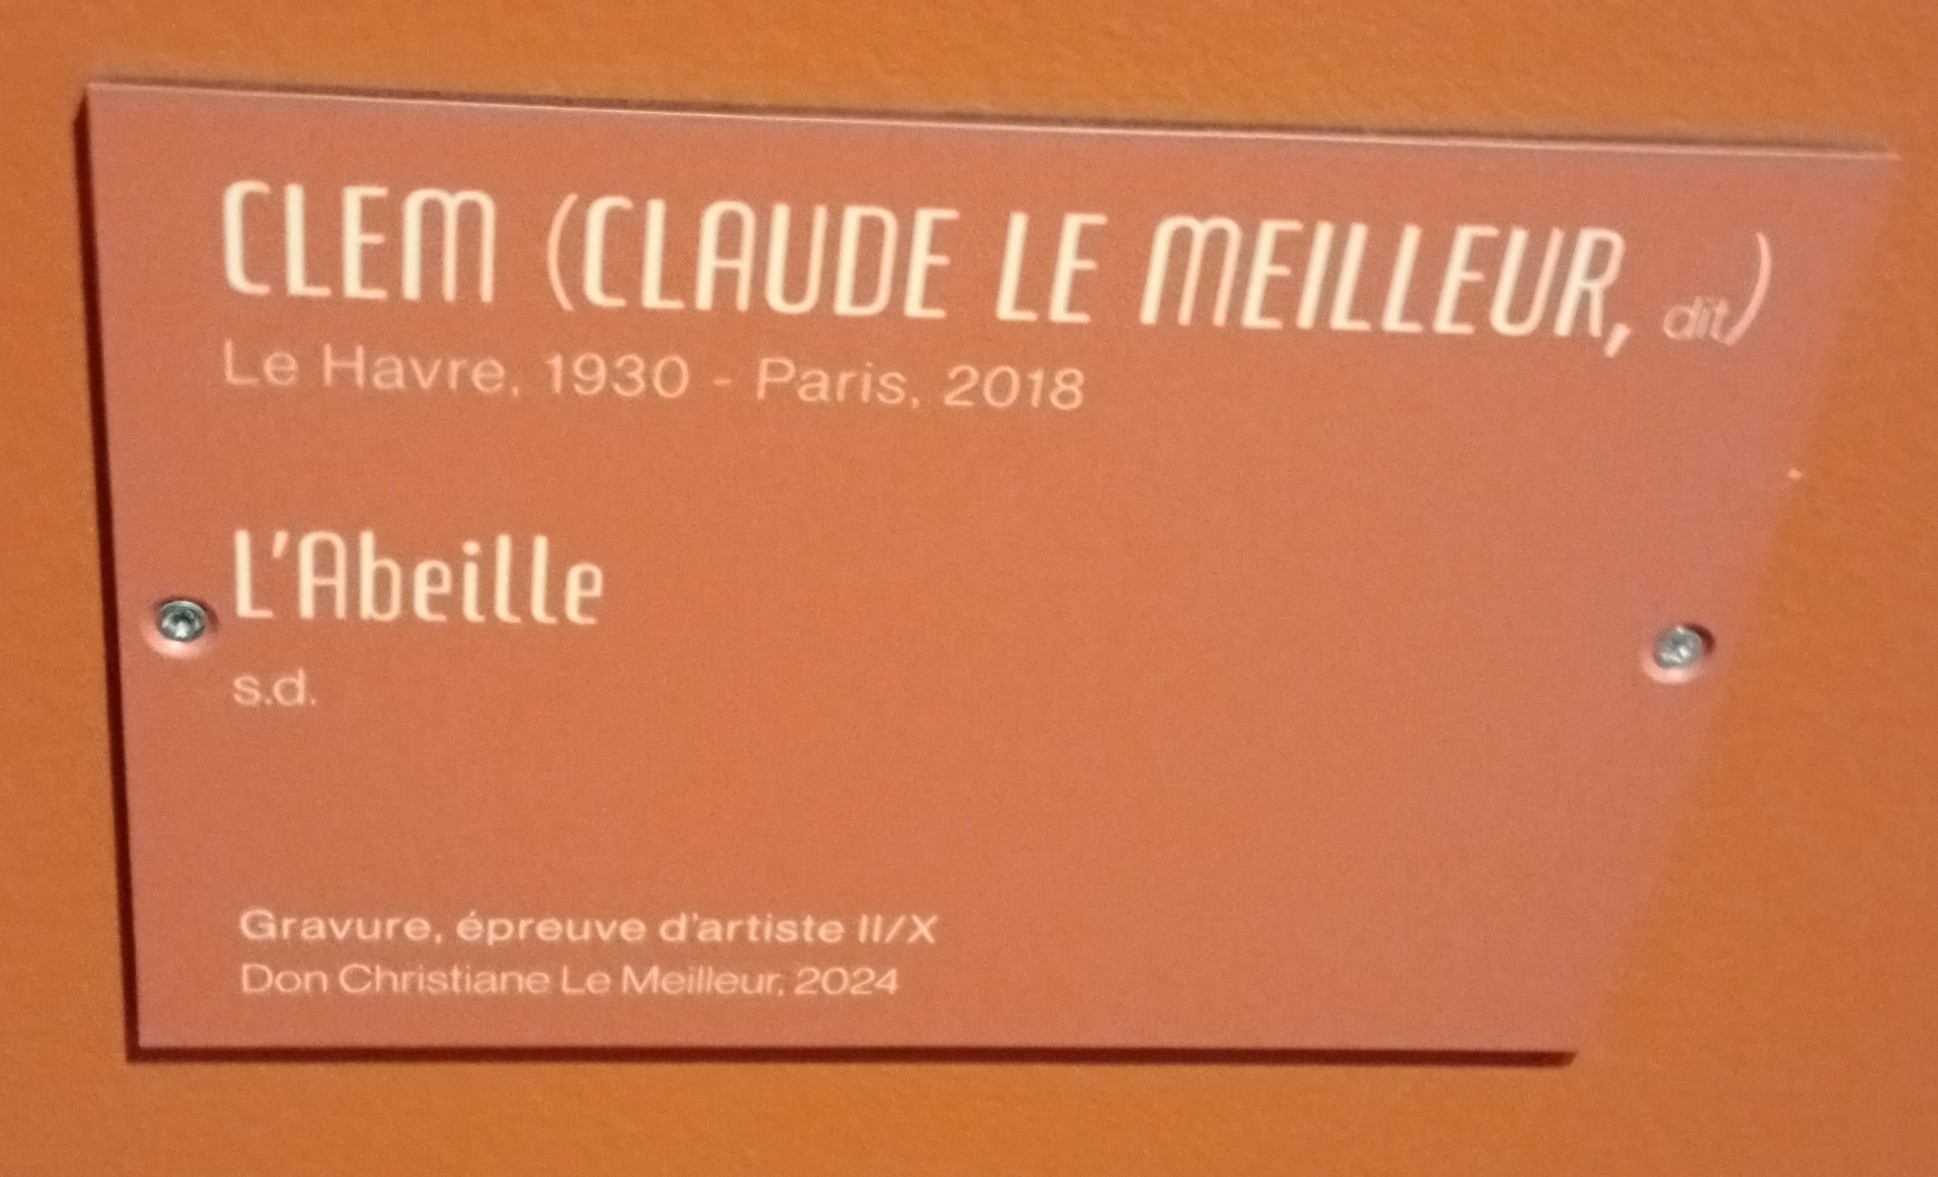 CLEM (CLAUDE LE MEILLEUR, dit)
Le Havre, 1930 - Paris, 2018
L'Abeille
s.d.
Gravure, épreuve d'artiste II/X
Don Christiane Le Meilleur, 2024